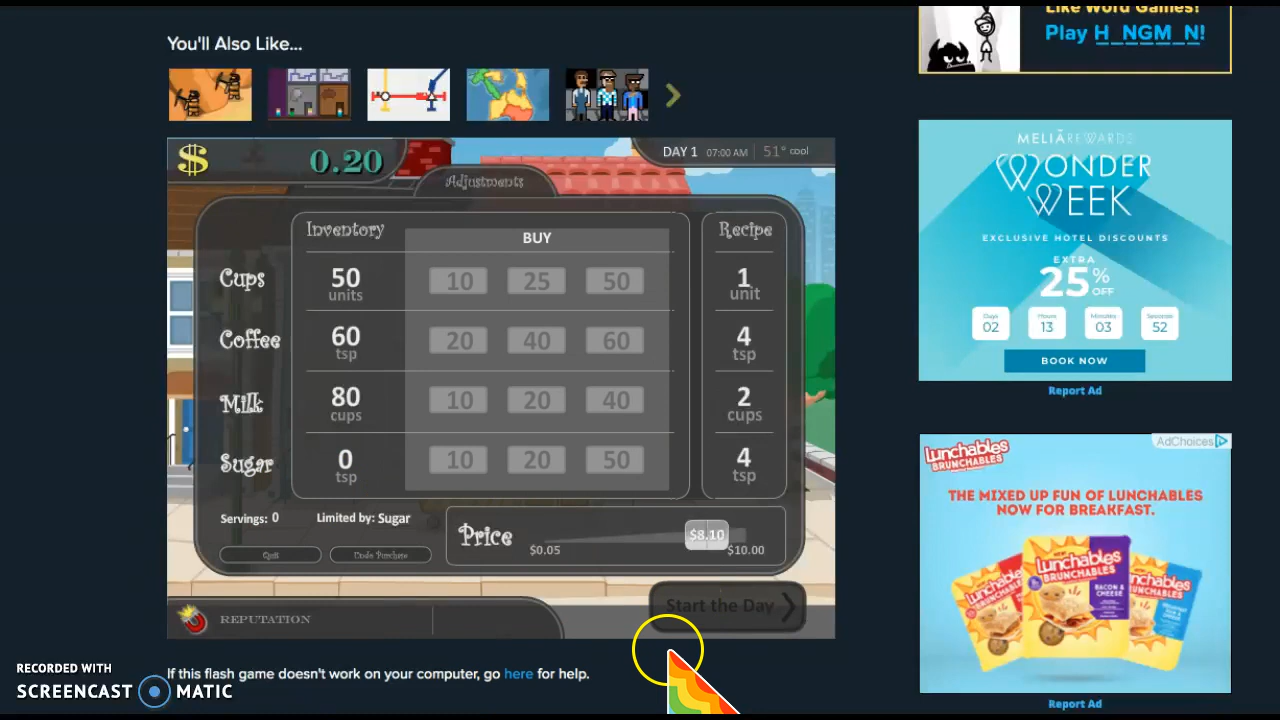 Like Word Games?
Play H_NGM_N!
You'll Also Like...
$ 0.20
DAY 1 07:00 AM 51° cool
Adjustments
Inventory
BUY
Recipe
Cups
50
units
10 25 50
1
unit
Coffee
60
tsp
20 40 60
4
tsp
Milk
80
cups
10 20 40
2
cups
Sugar
0
tsp
10 20 50
4
tsp
Servings: 0 Limited by: Sugar
Quit Undo Purchase
Price
$8.10
$0.05 $10.00
Start the Day
REPUTATION
If this flash game doesn't work on your computer, go here for help.
RECORDED WITH
SCREENCAST MATIC
MELIÁREWARDS
WONDER
WEEK
EXCLUSIVE HOTEL DISCOUNTS
EXTRA
25% OFF
Days Hours Minutes Seconds
02 13 03 52
BOOK NOW
Report Ad
AdChoices
LUNCHABLES
BRUNCHABLES
THE MIXED UP FUN OF LUNCHABLES
NOW FOR BREAKFAST.
Lunchables
BRUNCHABLES
BACON &
CHEESE
Report Ad